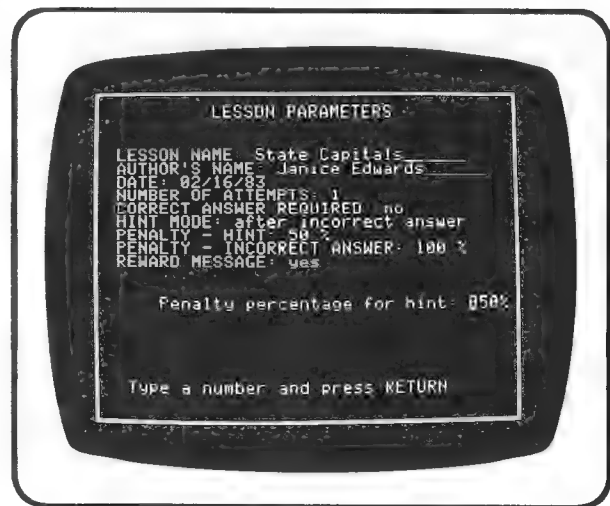 LESSON PARAMETERS
LESSON NAME: State Capitals
AUTHOR'S NAME: Janice Edwards
DATE: 02/16/83
NUMBER OF ATTEMPTS: 1
CORRECT ANSWER REQUIRED: no
HINT MODE: after incorrect answer
PENALTY - HINT: 50 %
PENALTY - INCORRECT ANSWER: 100 %
REWARD MESSAGE: yes
Penalty percentage for hint: 050%
Type a number and press RETURN